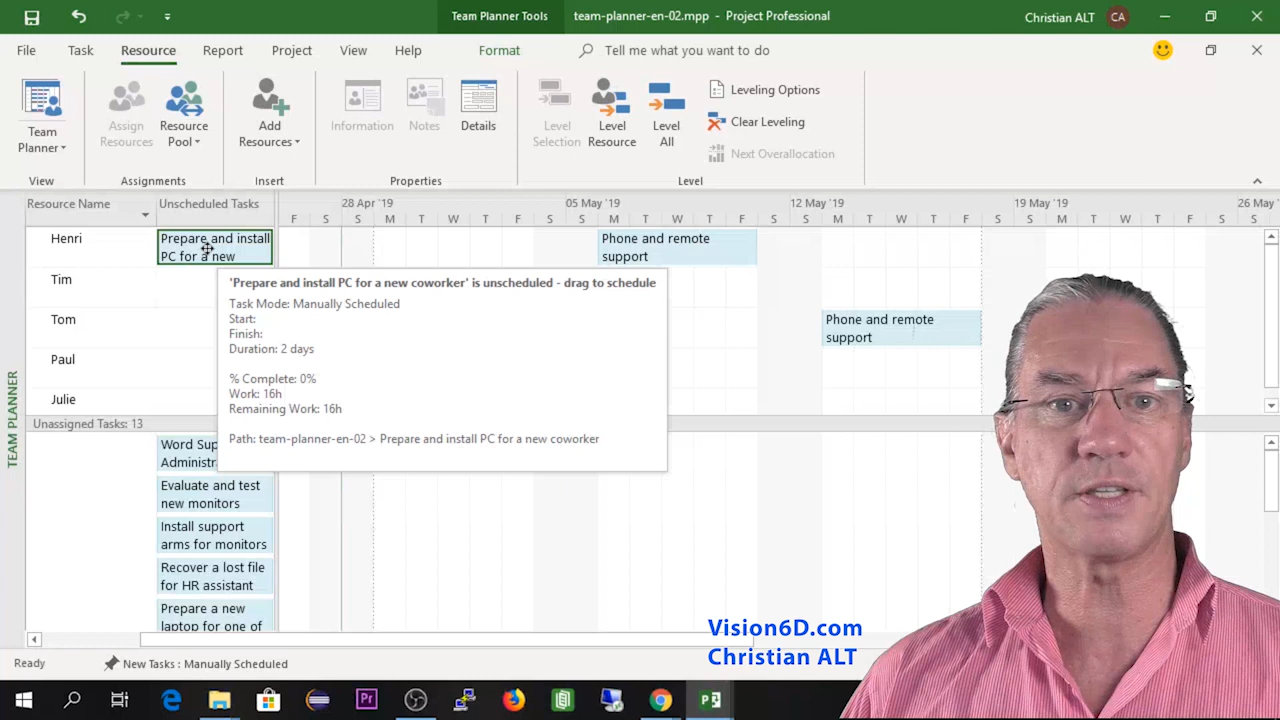 Team Planner Tools
team-planner-en-02.mpp - Project Professional
Christian ALT
CA
File
Task
Resource
Report
Project
View
Help
Format
Tell me what you want to do
Team
Planner
Assign
Resources
Resource
Pool
Add
Resources
Information
Notes
Details
Level
Selection
Level
Resource
Level
All
Leveling Options
Clear Leveling
Next Overallocation
View
Assignments
Insert
Properties
Level
Resource Name
Unscheduled Tasks
28 Apr '19
05 May '19
12 May '19
19 May '19
26 May '
F S S M T W T F S S M T W T F S S M T W T F S S M T W T F S S
Henri
Prepare and install
PC for a new
Phone and remote
support
Tim
'Prepare and install PC for a new coworker' is unscheduled - drag to schedule
Task Mode: Manually Scheduled
Start:
Finish:
Duration: 2 days
% Complete: 0%
Work: 16h
Remaining Work: 16h
Path: team-planner-en-02 > Prepare and install PC for a new coworker
Tom
Phone and remote
support
Paul
Julie
TEAM PLANNER
Unassigned Tasks: 13
Word Sup
Administr
Evaluate and test
new monitors
Install support
arms for monitors
Recover a lost file
for HR assistant
Prepare a new
laptop for one of
Vision6D.com
Christian ALT
Ready
New Tasks : Manually Scheduled
Pr